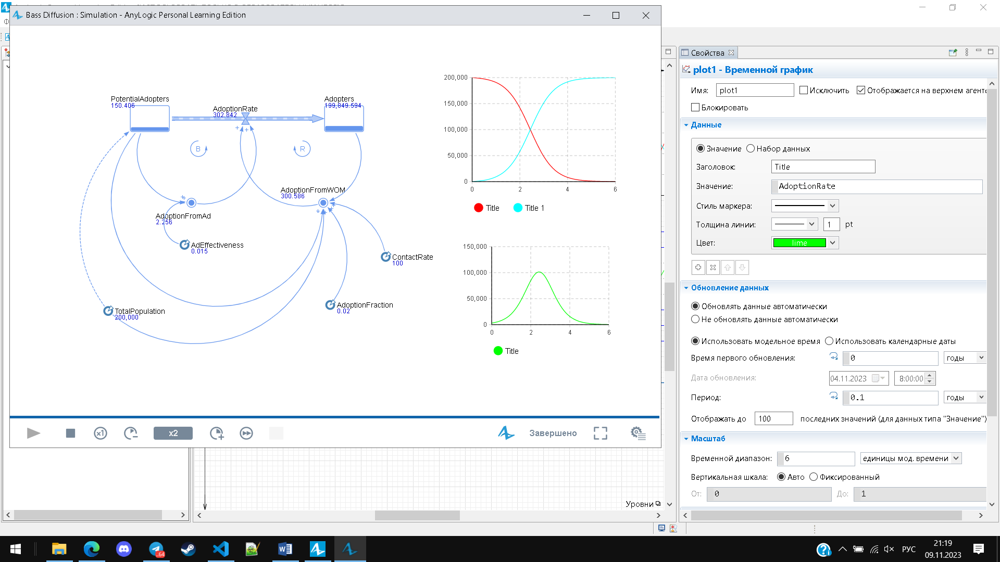 Bass Diffusion : Simulation - AnyLogic Personal Learning Edition
PotentialAdopters
150.406
AdoptionRate
302.842
Adopters
199,849.594
B
R
AdoptionFromWOM
300.586
AdoptionFromAd
2.256
AdEffectiveness
0.015
ContactRate
100
AdoptionFraction
0.02
TotalPopulation
200,000
200,000
150,000
100,000
50,000
0
0 2 4 6
Title Title 1
150,000
100,000
50,000
0
0 2 4 6
Title
x1
x2
Завершено
Уровни
Свойства
plot1 - Временной график
Имя: plot1 Исключить Отображается на верхнем агенте
Блокировать
Данные
Значение Набор данных
Заголовок: Title
Значение: AdoptionRate
Стиль маркера:
Толщина линии: 1 pt
Цвет: lime
Обновление данных
Обновлять данные автоматически
Не обновлять данные автоматически
Использовать модельное время Использовать календарные даты
Время первого обновления: 0 годы
Дата обновления: 04.11.2023 8:00:00
Период: 0.1 годы
Отображать до 100 последних значений (для данных типа "Значение")
Масштаб
Временной диапазон: 6 единицы мод. времени
Вертикальная шкала: Авто Фиксированный
От: 0 До: 1
.64
РУС
21:19
09.11.2023